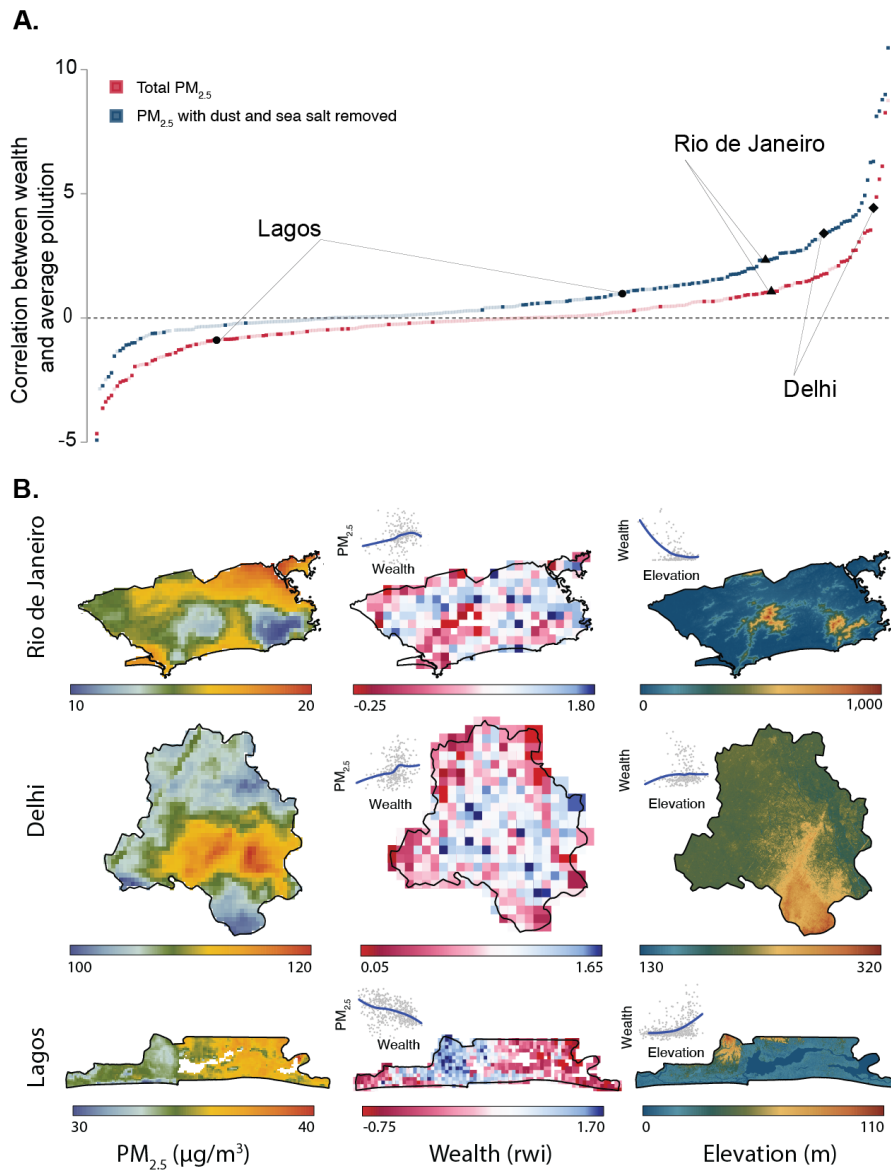 A.
10
5
0
-5
Correlation between wealth
and average pollution
Total PM2.5
PM2.5 with dust and sea salt removed
Lagos
Rio de Janeiro
Delhi
B.
Rio de Janeiro
10 20
PM2.5
Wealth
-0.25 1.80
Wealth
Elevation
0 1,000
Delhi
100 120
PM2.5
Wealth
0.05 1.65
Wealth
Elevation
130 320
Lagos
30 40
PM2.5 (µg/m³)
PM2.5
Wealth
-0.75 1.70
Wealth (rwi)
Wealth
Elevation
0 110
Elevation (m)